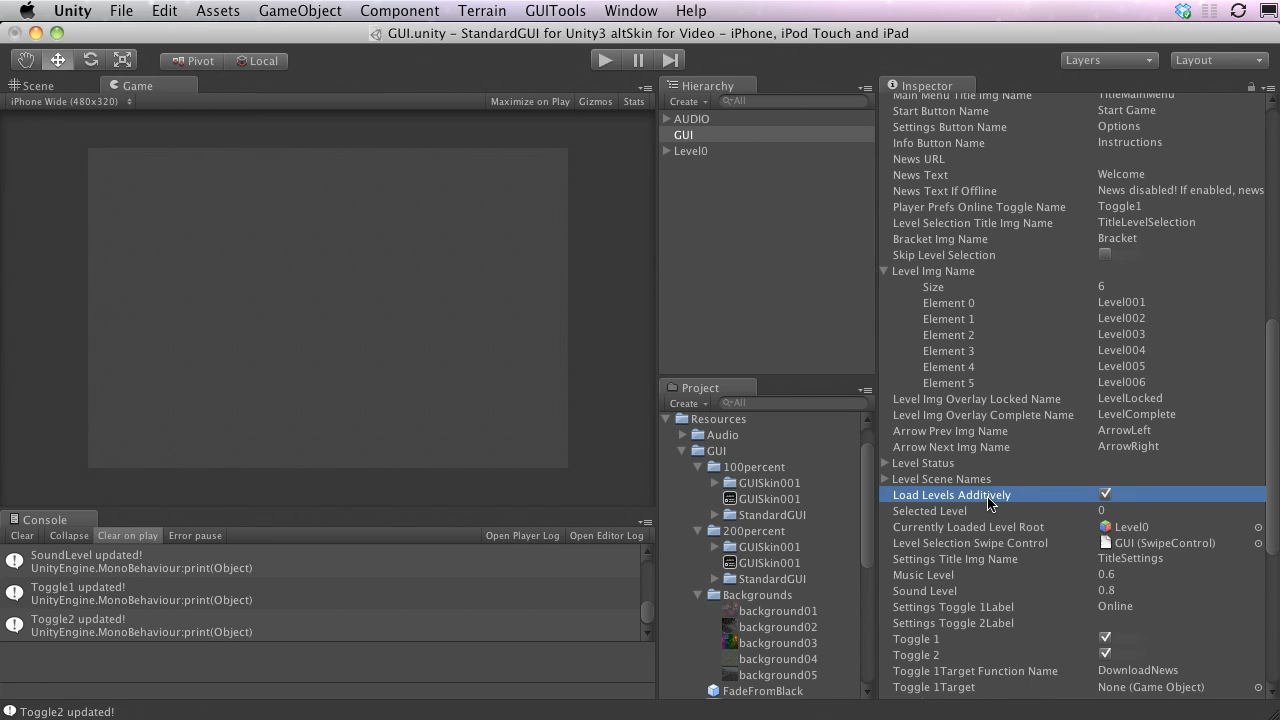 Unity File Edit Assets GameObject Component Terrain GUITools Window Help
GUI.unity - StandardGUI for Unity3 altSkin for Video - iPhone, iPod Touch and iPad
Pivot Local Layers Layout
Scene Game
iPhone Wide (480x320) Maximize on Play Gizmos Stats
Hierarchy
Create All
AUDIO
GUI
Level0
Project
Create All
Resources
Audio
GUI
100percent
GUISkin001
GUISkin001
StandardGUI
200percent
GUISkin001
GUISkin001
StandardGUI
Backgrounds
background01
background02
background03
background04
background05
FadeFromBlack
Console
Collapse Clear on play Error pause Open Player Log Open Editor Log
Clear
SoundLevel updated!
UnityEngine.MonoBehaviour:print(Object)
Toggle1 updated!
UnityEngine.MonoBehaviour:print(Object)
Toggle2 updated!
UnityEngine.MonoBehaviour:print(Object)
Toggle2 updated!
Inspector
Main Menu Title Img Name TitleMainMenu
Start Button Name Start Game
Settings Button Name Options
Info Button Name Instructions
News URL
News Text Welcome
News Text If Offline News disabled! If enabled, news
Player Prefs Online Toggle Name Toggle1
Level Selection Title Img Name TitleLevelSelection
Bracket Img Name Bracket
Skip Level Selection
Level Img Name
Size 6
Element 0 Level001
Element 1 Level002
Element 2 Level003
Element 3 Level004
Element 4 Level005
Element 5 Level006
Level Img Overlay Locked Name LevelLocked
Level Img Overlay Complete Name LevelComplete
Arrow Prev Img Name ArrowLeft
Arrow Next Img Name ArrowRight
Level Status
Level Scene Names
Load Levels Additively
Selected Level 0
Currently Loaded Level Root Level0
Level Selection Swipe Control GUI (SwipeControl)
Settings Title Img Name TitleSettings
Music Level 0.6
Sound Level 0.8
Settings Toggle 1Label Online
Settings Toggle 2Label
Toggle 1
Toggle 2
Toggle 1Target Function Name DownloadNews
Toggle 1Target None (Game Object)